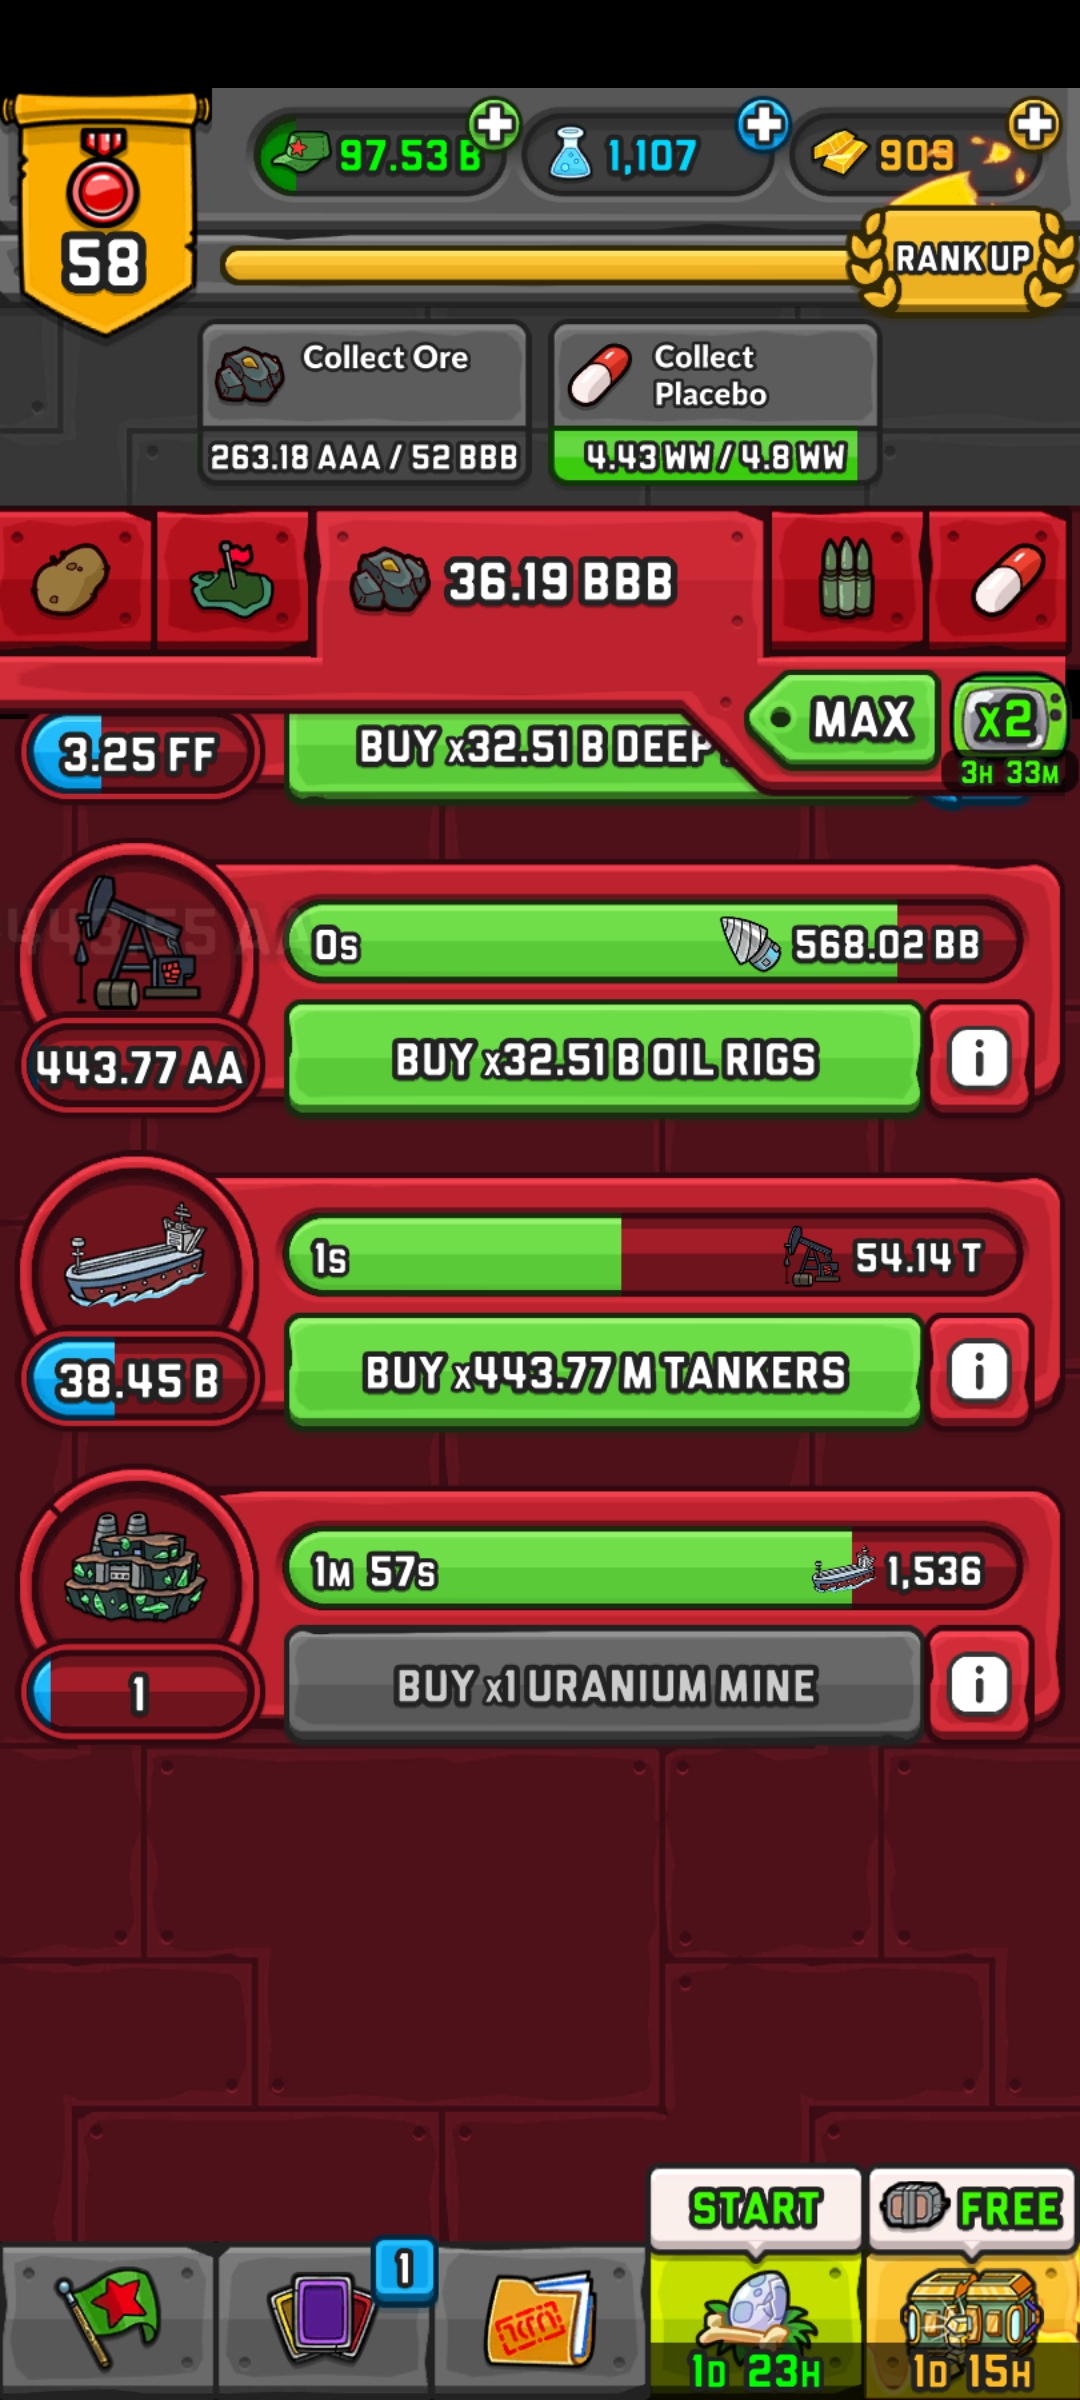 97.53 B
1,107
909
58
RANK UP
Collect Ore
263.18 AAA / 52 BBB
Collect
Placebo
4.43 WW / 4.8 WW
36.19 BBB
MAX
x2
3H 33M
3.25 FF
BUY x32.51 B DEEP
443.55 AA
0s
568.02 BB
443.77 AA
BUY x32.51 B OIL RIGS
i
1s
54.14 T
38.45 B
BUY x443.77 M TANKERS
i
1M 57s
1,536
1
BUY x1 URANIUM MINE
i
START
FREE
1
1D 23H
1D 15H